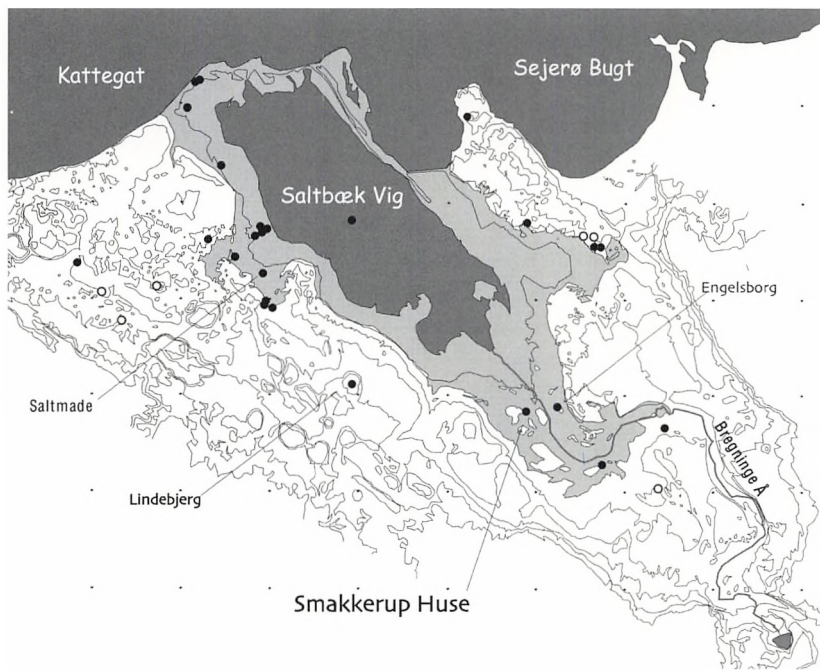 Kattegat
Sejerø Bugt
Saltbæk Vig
Engelsborg
Saltmade
Bregninge Å
Lindebjerg
Smakkerup Huse